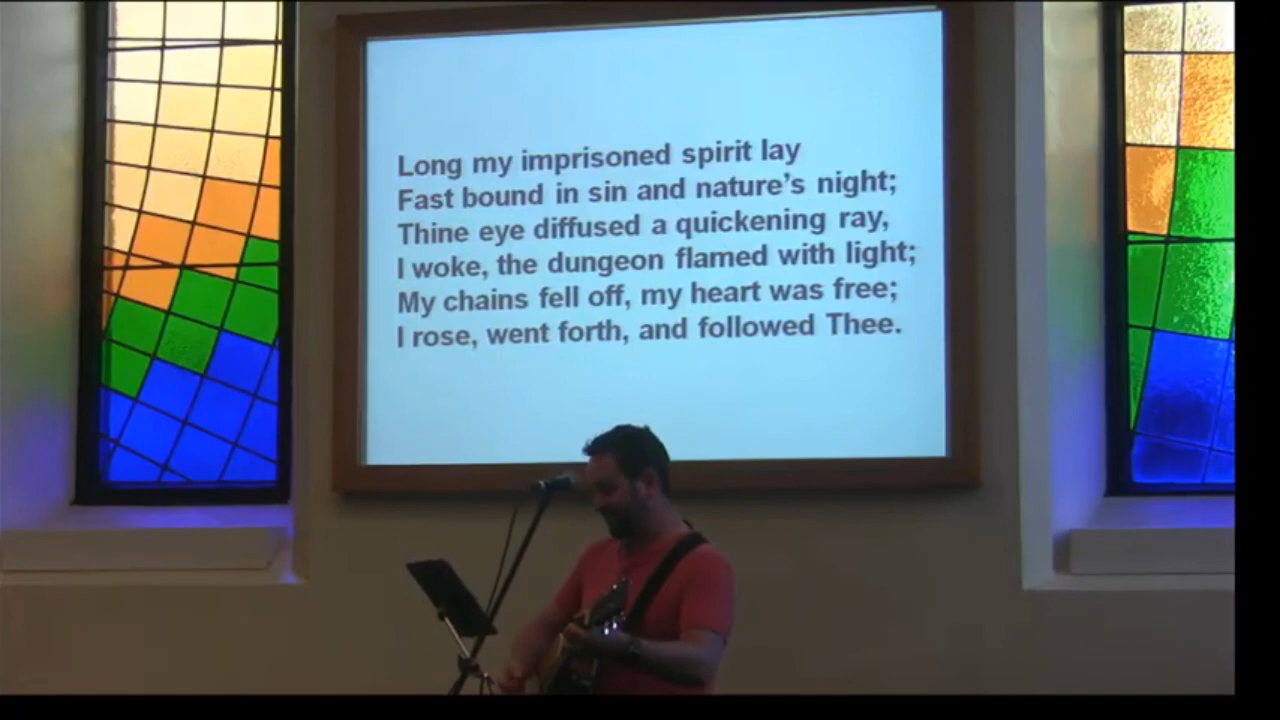 Long my imprisoned spirit lay
Fast bound in sin and nature's night;
Thine eye diffused a quickening ray,
I woke, the dungeon flamed with light;
My chains fell off, my heart was free;
I rose, went forth, and followed Thee.